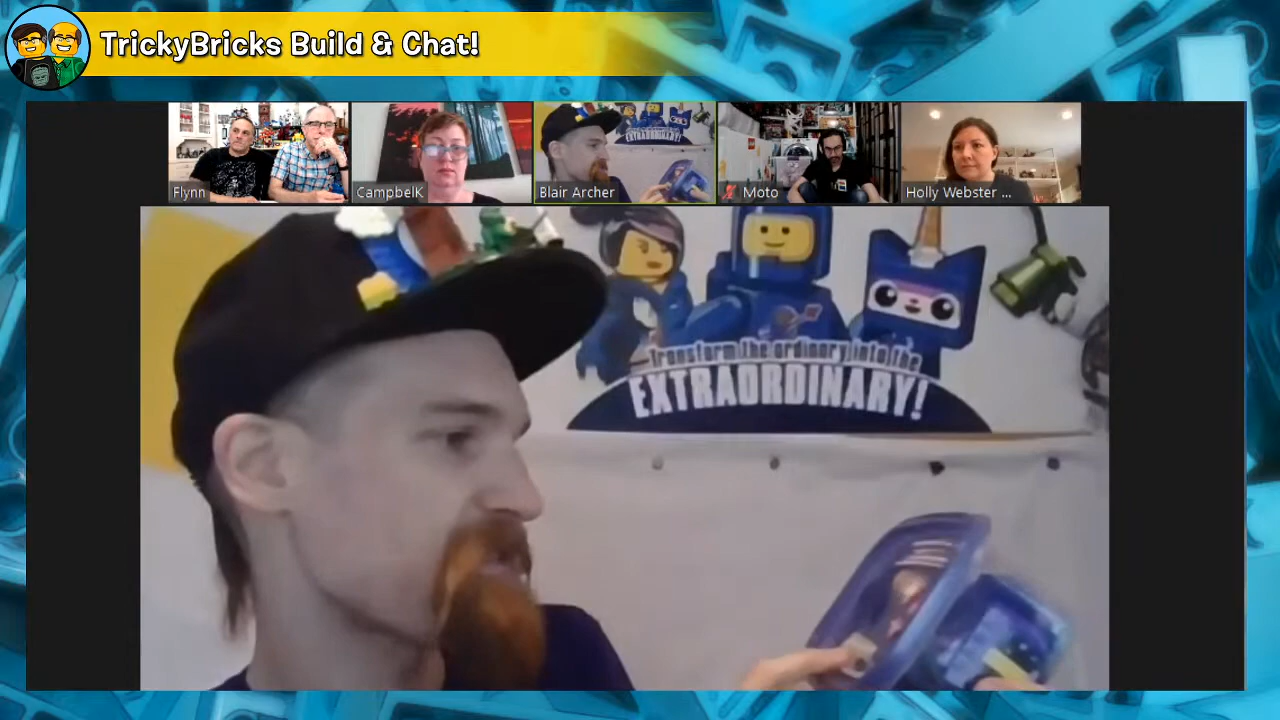 TrickyBricks Build & Chat!
Flynn
CampbelK
Blair Archer
Moto
Holly Webster ...
Transform the ordinary into the
EXTRAORDINARY!